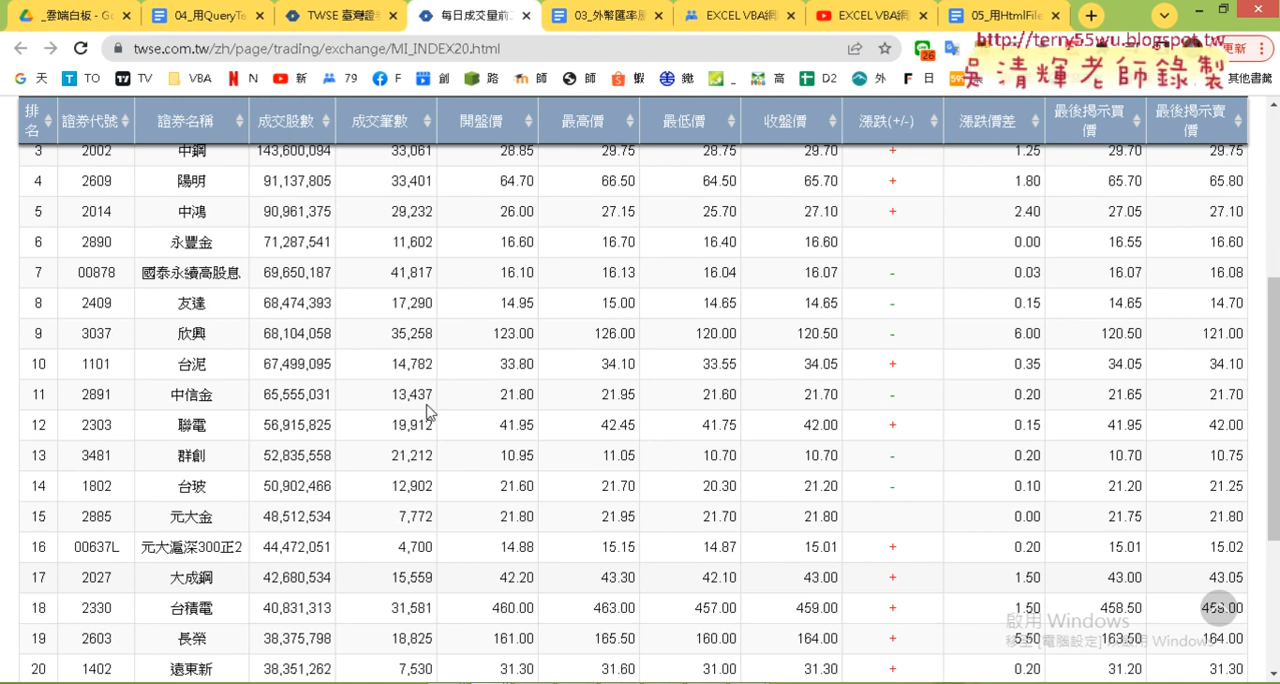 _雲端白板 - Go
04_用QueryTa
TWSE 臺灣證
每日成交量前二
03_外幣匯率
EXCEL VBA網
EXCEL VBA網
05_用HtmlFile
twse.com.tw/zh/page/trading/exchange/MI_INDEX20.html
http://terry55wu.blogspot.tw
吳清輝老師錄製
更新
天 TO TV VBA N 新 79 F 創 路 師 師 蝦 _ 高 D2 外 日 其他書籤
排名 證券代號 證券名稱 成交股數 成交筆數 開盤價 最高價 最低價 收盤價 漲跌(+/-) 漲跌價差 最後揭示買價 最後揭示賣價
3 2002 中鋼 143,600,094 33,061 28.85 29.75 28.75 29.70 + 1.25 29.70 29.75
4 2609 陽明 91,137,805 33,401 64.70 66.50 64.50 65.70 + 1.80 65.70 65.80
5 2014 中鴻 90,961,375 29,232 26.00 27.15 25.70 27.10 + 2.40 27.05 27.10
6 2890 永豐金 71,287,541 11,602 16.60 16.70 16.40 16.60 0.00 16.55 16.60
7 00878 國泰永續高股息 69,650,187 41,817 16.10 16.13 16.04 16.07 - 0.03 16.07 16.08
8 2409 友達 68,474,393 17,290 14.95 15.00 14.65 14.65 - 0.15 14.65 14.70
9 3037 欣興 68,104,058 35,258 123.00 126.00 120.00 120.50 - 6.00 120.50 121.00
10 1101 台泥 67,499,095 14,782 33.80 34.10 33.55 34.05 + 0.35 34.05 34.10
11 2891 中信金 65,555,031 13,437 21.80 21.95 21.60 21.70 - 0.20 21.65 21.70
12 2303 聯電 56,915,825 19,912 41.95 42.45 41.75 42.00 + 0.15 41.95 42.00
13 3481 群創 52,835,558 21,212 10.95 11.05 10.70 10.70 - 0.20 10.70 10.75
14 1802 台玻 50,902,466 12,902 21.60 21.70 20.30 21.20 - 0.10 21.20 21.25
15 2885 元大金 48,512,534 7,772 21.80 21.95 21.70 21.80 0.00 21.75 21.80
16 00637L 元大滬深300正2 44,472,051 4,700 14.88 15.15 14.87 15.01 + 0.20 15.01 15.02
17 2027 大成鋼 42,680,534 15,559 42.20 43.30 42.10 43.00 + 1.50 43.00 43.05
18 2330 台積電 40,831,313 31,581 460.00 463.00 457.00 459.00 + 1.50 458.50 459.00
19 2603 長榮 38,375,798 18,825 161.00 165.50 160.00 164.00 + 5.50 163.50 164.00
20 1402 遠東新 38,351,262 7,530 31.30 31.60 31.00 31.30 + 0.20 31.20 31.30
啟用 Windows
移至 [電腦設定] 以啟用 Windows。